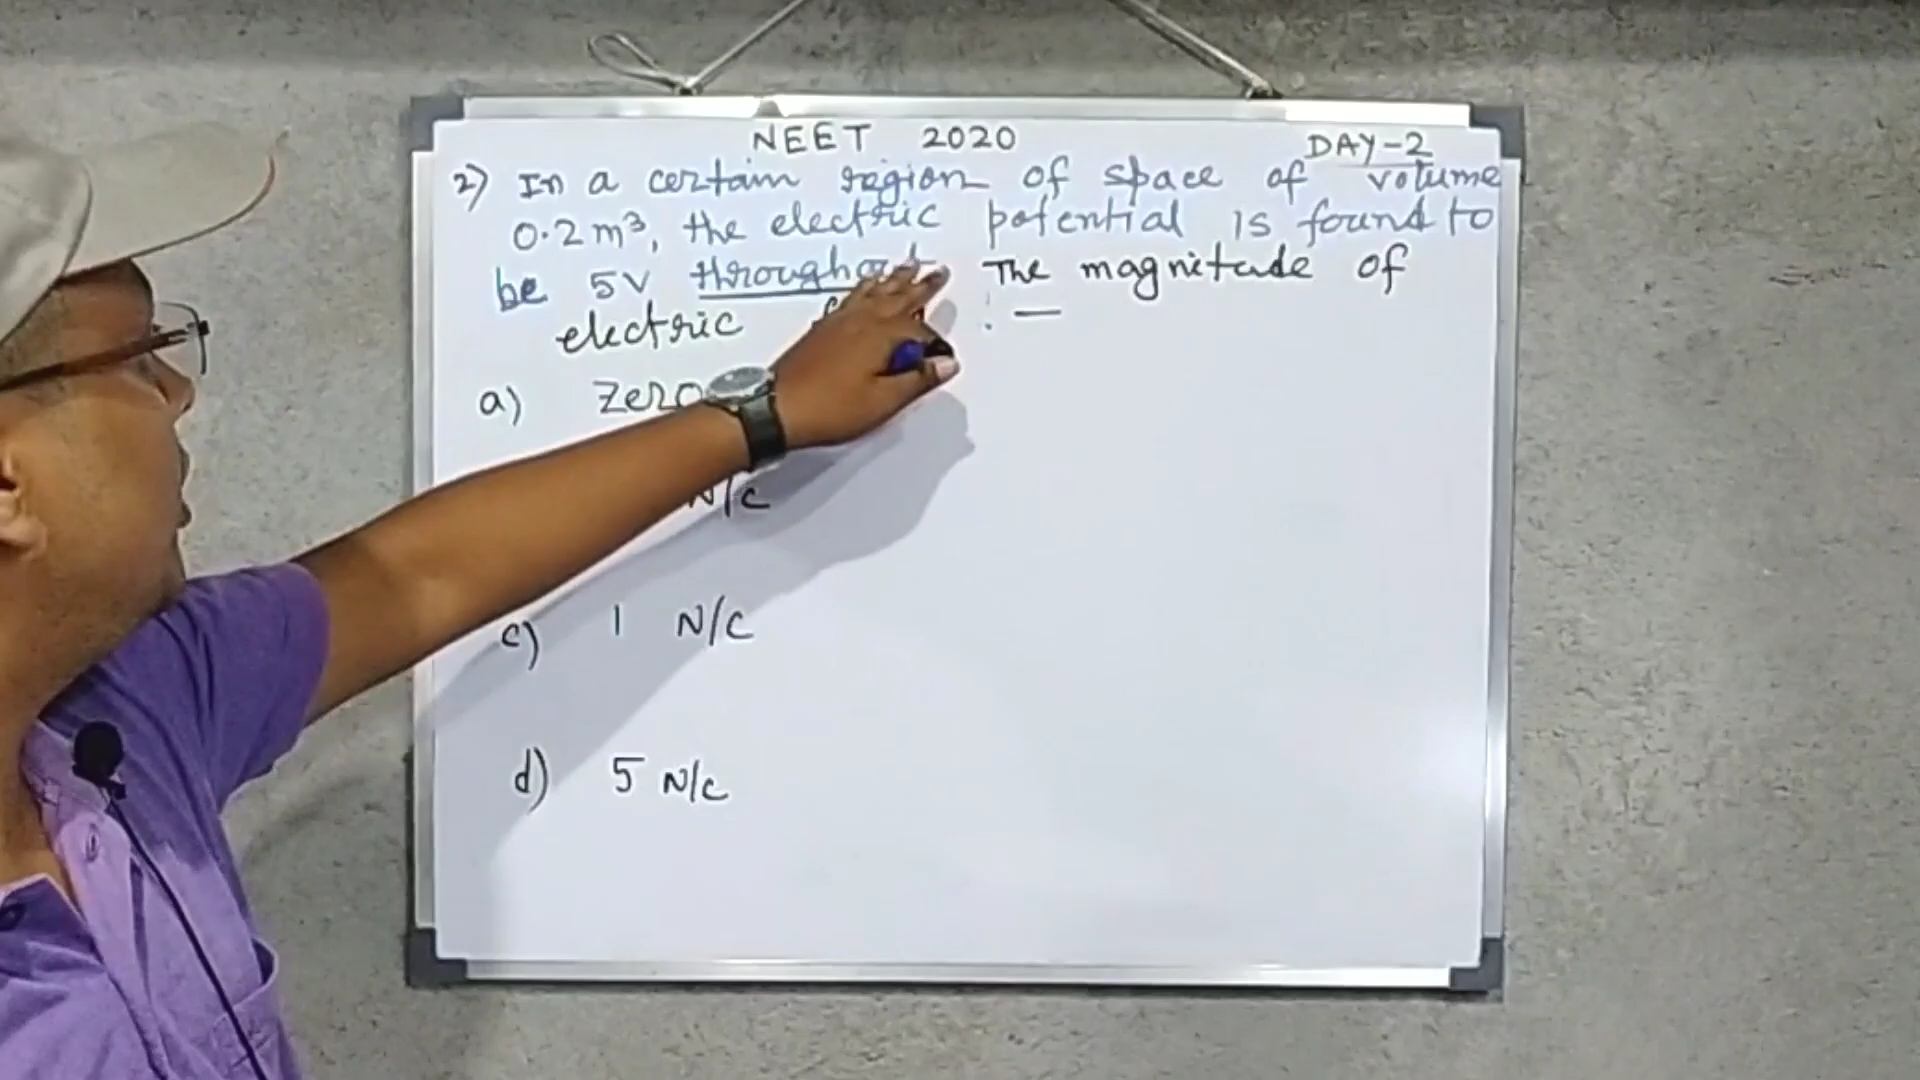 NEET 2020
DAY-2
2) In a certain region of space of volume
0.2 m³, the electric potential is found to
be 5V throughout The magnitude of
electric : —
a) Zero
N/C
c) 1 N/C
d) 5 N/C